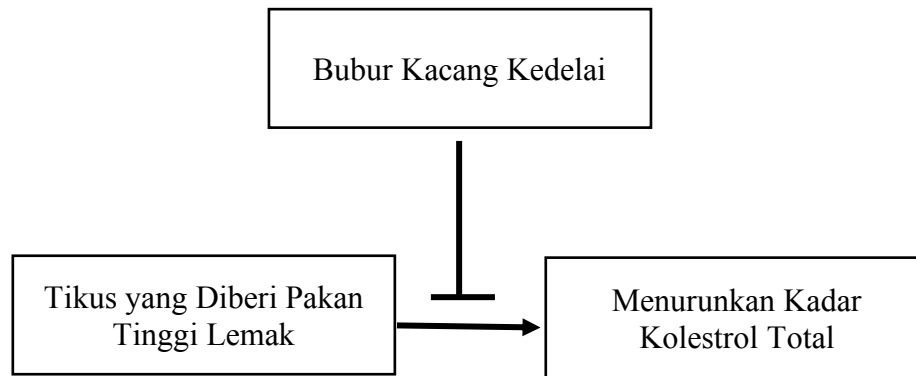 Bubur Kacang Kedelai
Tikus yang Diberi Pakan
Tinggi Lemak
Menurunkan Kadar
Kolestrol Total